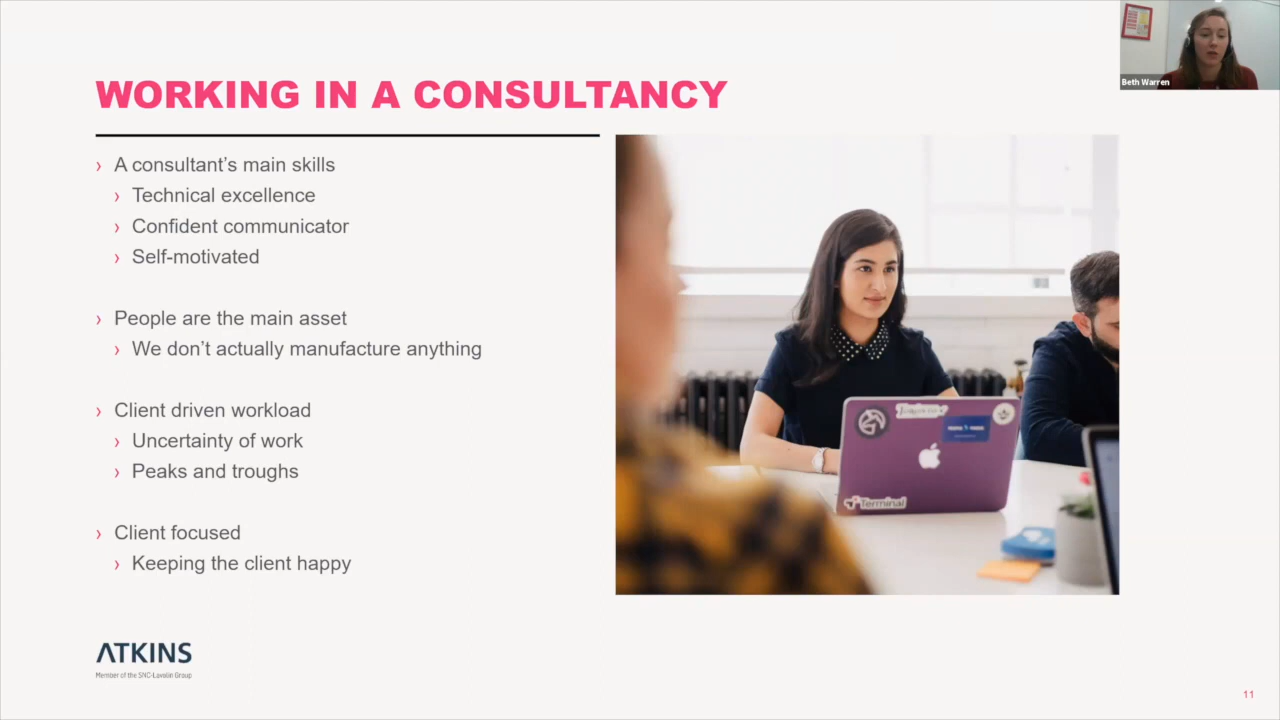 Beth Warren
WORKING IN A CONSULTANCY
› A consultant’s main skills
› Technical excellence
› Confident communicator
› Self-motivated
› People are the main asset
› We don’t actually manufacture anything
› Client driven workload
› Uncertainty of work
› Peaks and troughs
› Client focused
› Keeping the client happy
Terminal
ATKINS
Member of the SNC-Lavalin Group
11